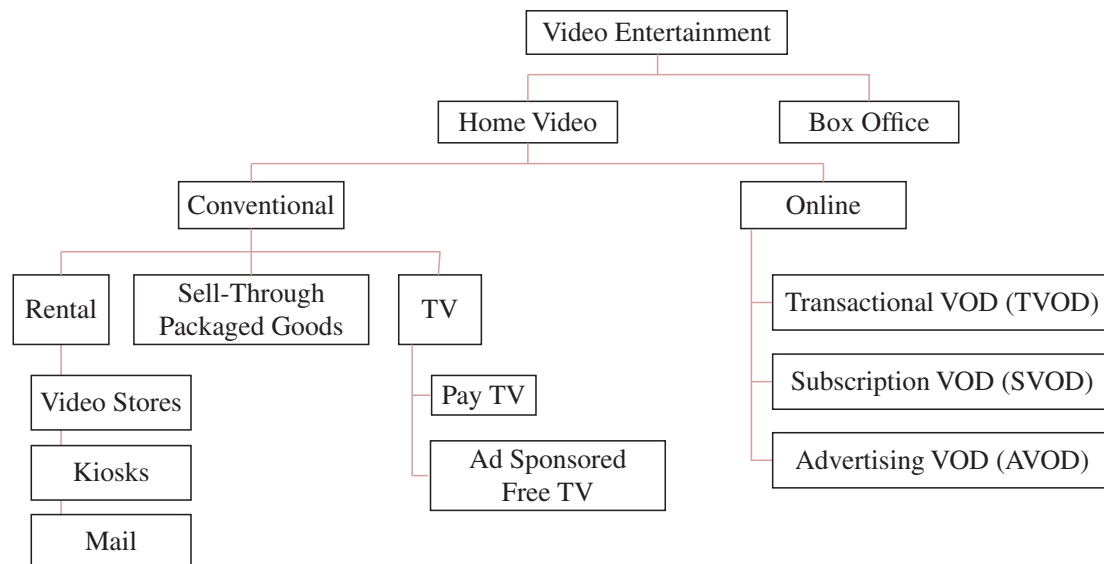 Video Entertainment
Home Video
Box Office
Conventional
Online
Rental
Sell-Through
Packaged Goods
TV
Transactional VOD (TVOD)
Video Stores
Pay TV
Subscription VOD (SVOD)
Kiosks
Ad Sponsored
Free TV
Advertising VOD (AVOD)
Mail